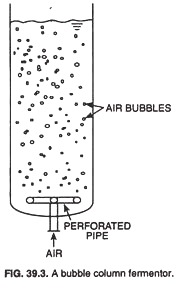 AIR BUBBLES
PERFORATED
PIPE
AIR
FIG. 39.3. A bubble column fermentor.